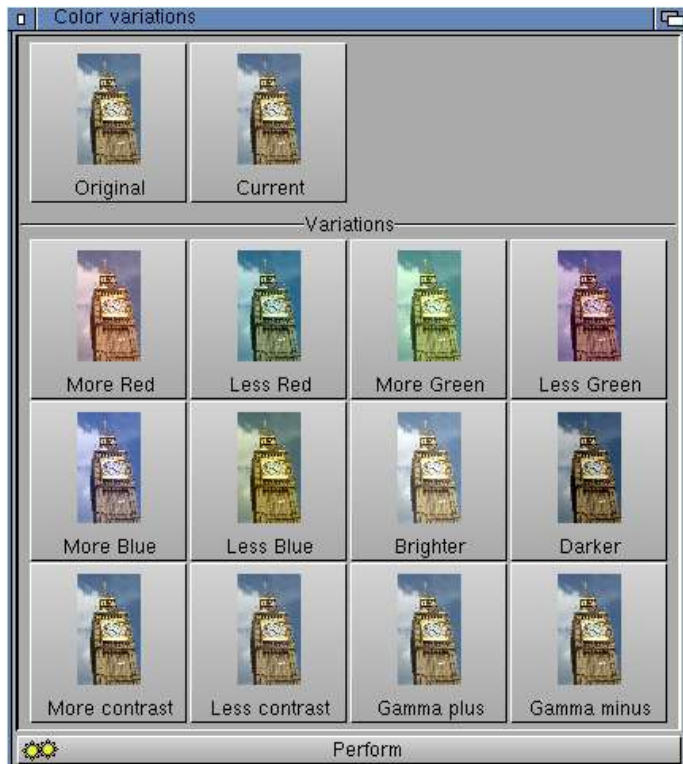 Color variations
Original Current
Variations
More Red Less Red More Green Less Green
More Blue Less Blue Brighter Darker
More contrast Less contrast Gamma plus Gamma minus
Perform